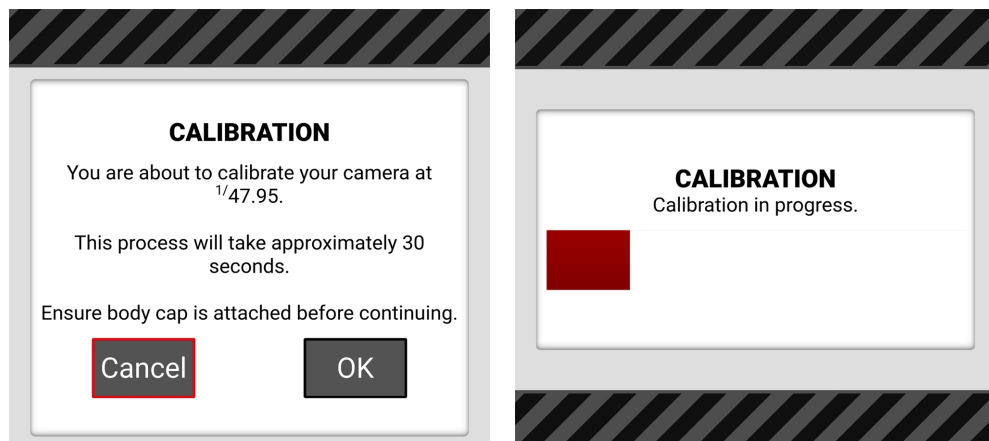 CALIBRATION
You are about to calibrate your camera at
1/47.95.
This process will take approximately 30
seconds.
Ensure body cap is attached before continuing.
Cancel
OK
CALIBRATION
Calibration in progress.